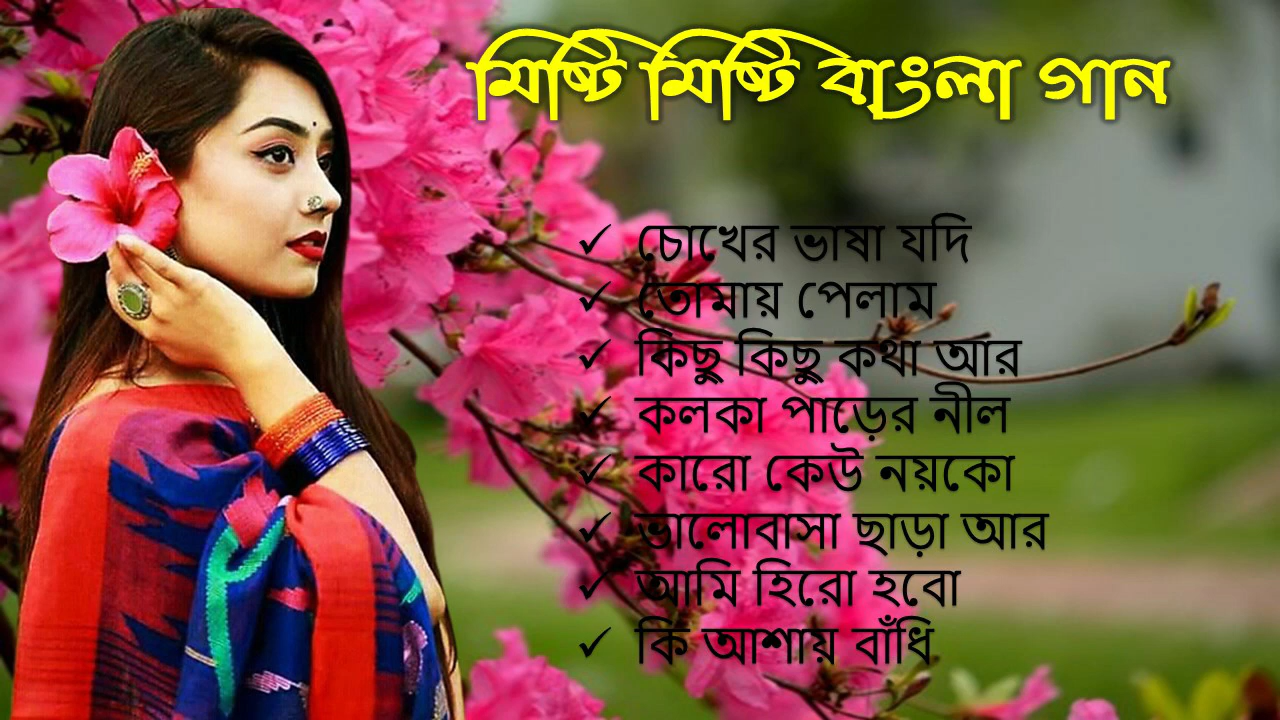 মিষ্টি মিষ্টি বাংলা গান
✓ চোখের ভাষা যদি
✓ তোমায় পেলাম
✓ কিছু কিছু কথা আর
✓ কলকা পাড়ের নীল
✓ কারো কেউ নয়কো
✓ ভালোবাসা ছাড়া আর
✓ আমি হিরো হবো
✓ কি আশায় বাঁধি